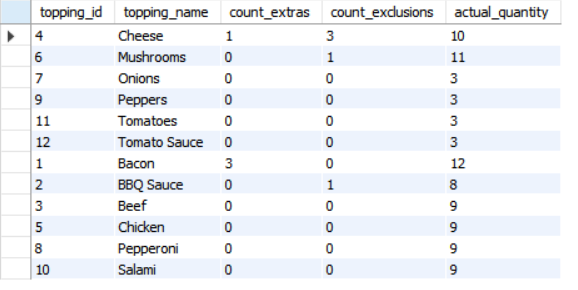 topping_id topping_name count_extras count_exclusions actual_quantity
4 Cheese 1 3 10
6 Mushrooms 0 1 11
7 Onions 0 0 3
9 Peppers 0 0 3
11 Tomatoes 0 0 3
12 Tomato Sauce 0 0 3
1 Bacon 3 0 12
2 BBQ Sauce 0 1 8
3 Beef 0 0 9
5 Chicken 0 0 9
8 Pepperoni 0 0 9
10 Salami 0 0 9